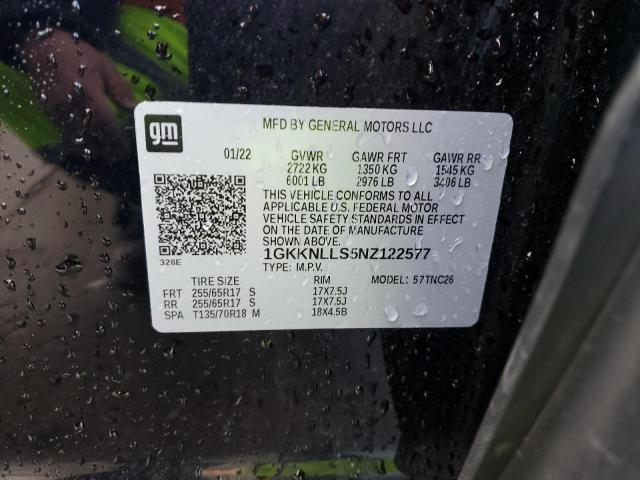 gm
MFD BY GENERAL MOTORS LLC
01/22 GVWR GAWR FRT GAWR RR
2722 KG 1350 KG 1545 KG
6001 LB 2976 LB 3406 LB
THIS VEHICLE CONFORMS TO ALL
APPLICABLE U.S. FEDERAL MOTOR
VEHICLE SAFETY STANDARDS IN EFFECT
ON THE DATE OF MANUFACTURE
SHOWN ABOVE.
1GKKNLLS5NZ122577
328E
TYPE: M.P.V. MODEL: 57TNC26
TIRE SIZE RIM
FRT 255/65R17 S 17X7.5J
RR 255/65R17 S 17X7.5J
SPA T135/70R18 M 18X4.5B